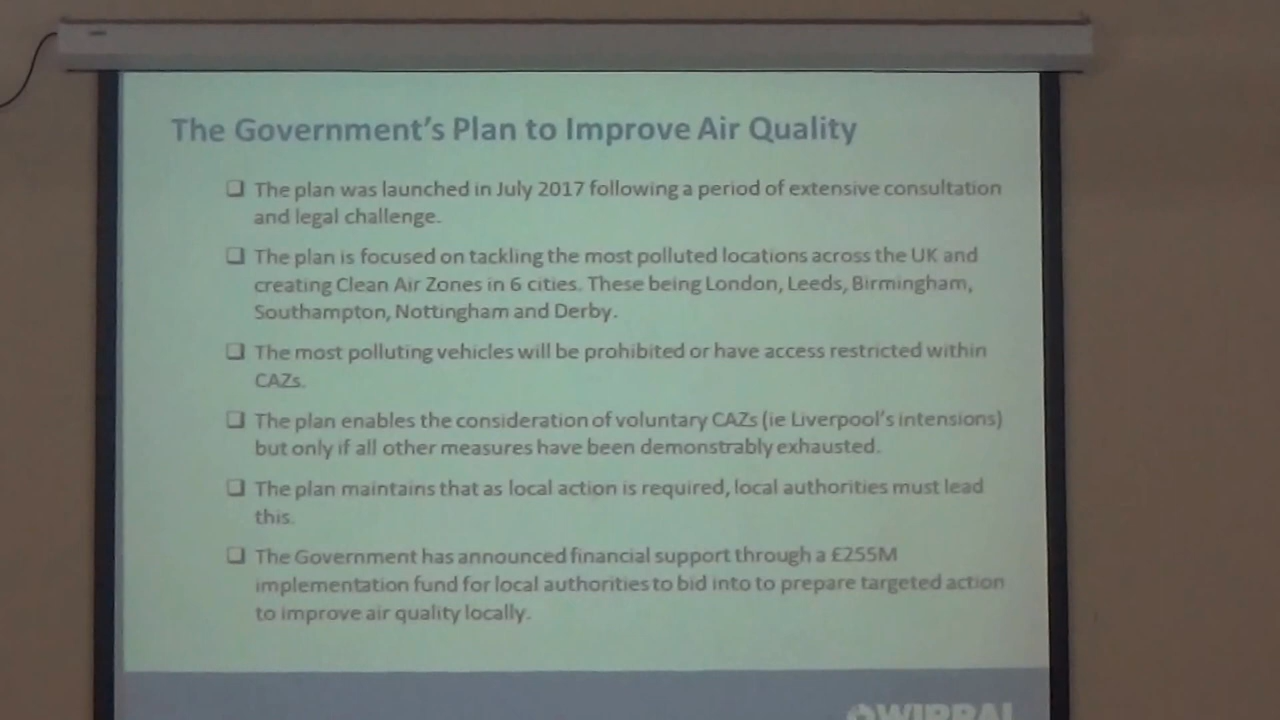 The Government's Plan to Improve Air Quality
❑ The plan was launched in July 2017 following a period of extensive consultation
and legal challenge.
❑ The plan is focused on tackling the most polluted locations across the UK and
creating Clean Air Zones in 6 cities. These being London, Leeds, Birmingham,
Southampton, Nottingham and Derby.
❑ The most polluting vehicles will be prohibited or have access restricted within
CAZs.
❑ The plan enables the consideration of voluntary CAZs (ie Liverpool's intensions)
but only if all other measures have been demonstrably exhausted.
❑ The plan maintains that as local action is required, local authorities must lead
this.
❑ The Government has announced financial support through a £255M
implementation fund for local authorities to bid into to prepare targeted action
to improve air quality locally.
WIRRAL